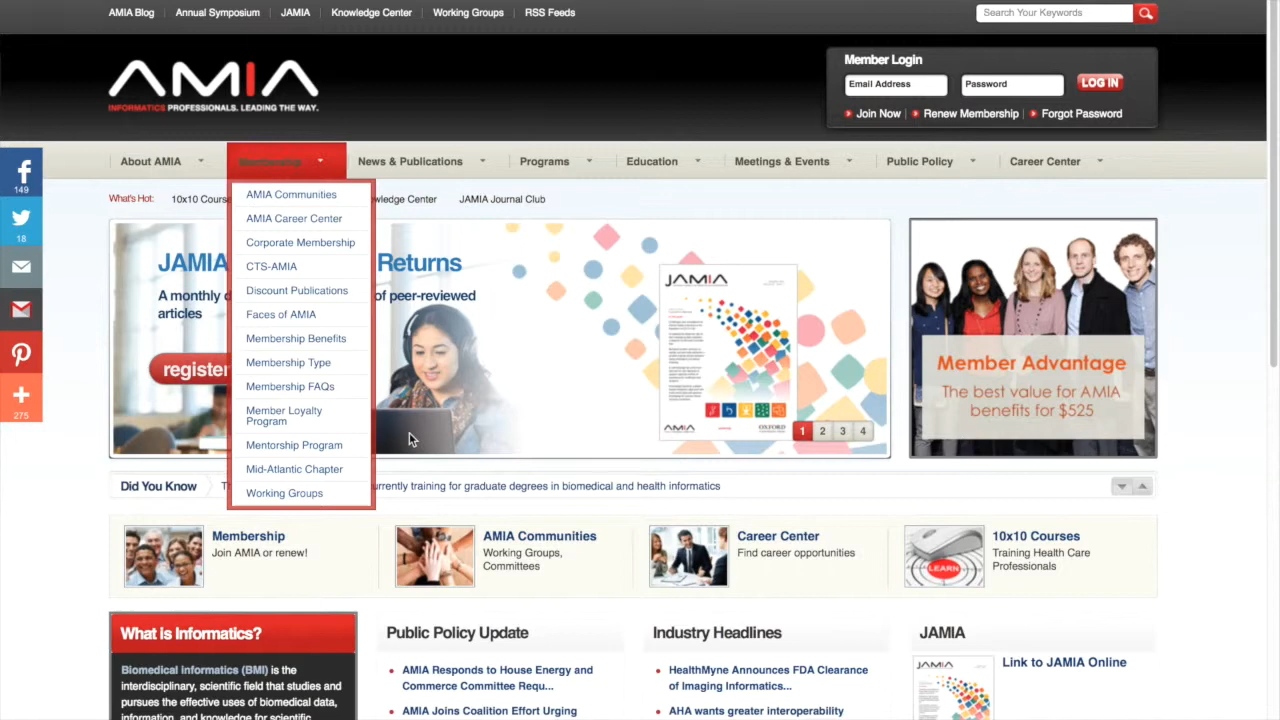 AMIA Blog
Annual Symposium
JAMIA
Knowledge Center
Working Groups
RSS Feeds
Search Your Keywords
AMIA
INFORMATICS PROFESSIONALS. LEADING THE WAY.
Member Login
Email Address
Password
LOG IN
Join Now
Renew Membership
Forgot Password
149
18
275
About AMIA
Membership
News & Publications
Programs
Education
Meetings & Events
Public Policy
Career Center
What's Hot:
10x10 Cours
wledge Center
JAMIA Journal Club
AMIA Communities
AMIA Career Center
Corporate Membership
CTS-AMIA
Discount Publications
Faces of AMIA
Membership Benefits
Membership Type
Membership FAQs
Member Loyalty
Program
Mentorship Program
Mid-Atlantic Chapter
Working Groups
JAMIA Returns
A monthly d of peer-reviewed
articles
register
JAMIA
AMIA
OXFORD
1 2 3 4
Member Advantage
The best value for AMIA
benefits for $525
Did You Know
T urrently training for graduate degrees in biomedical and health informatics
Membership
Join AMIA or renew!
AMIA Communities
Working Groups,
Committees
Career Center
Find career opportunities
LEARN
10x10 Courses
Training Health Care
Professionals
What is Informatics?
Biomedical informatics (BMI) is the
interdisciplinary, scientific field that studies and
pursues the effective uses of biomedical data,
information, and knowledge for scientific
Public Policy Update
AMIA Responds to House Energy and
Commerce Committee Requ...
AMIA Joins Coalition Effort Urging
Industry Headlines
HealthMyne Announces FDA Clearance
of Imaging Informatics...
AHA wants greater interoperability
JAMIA
JAMIA
Link to JAMIA Online